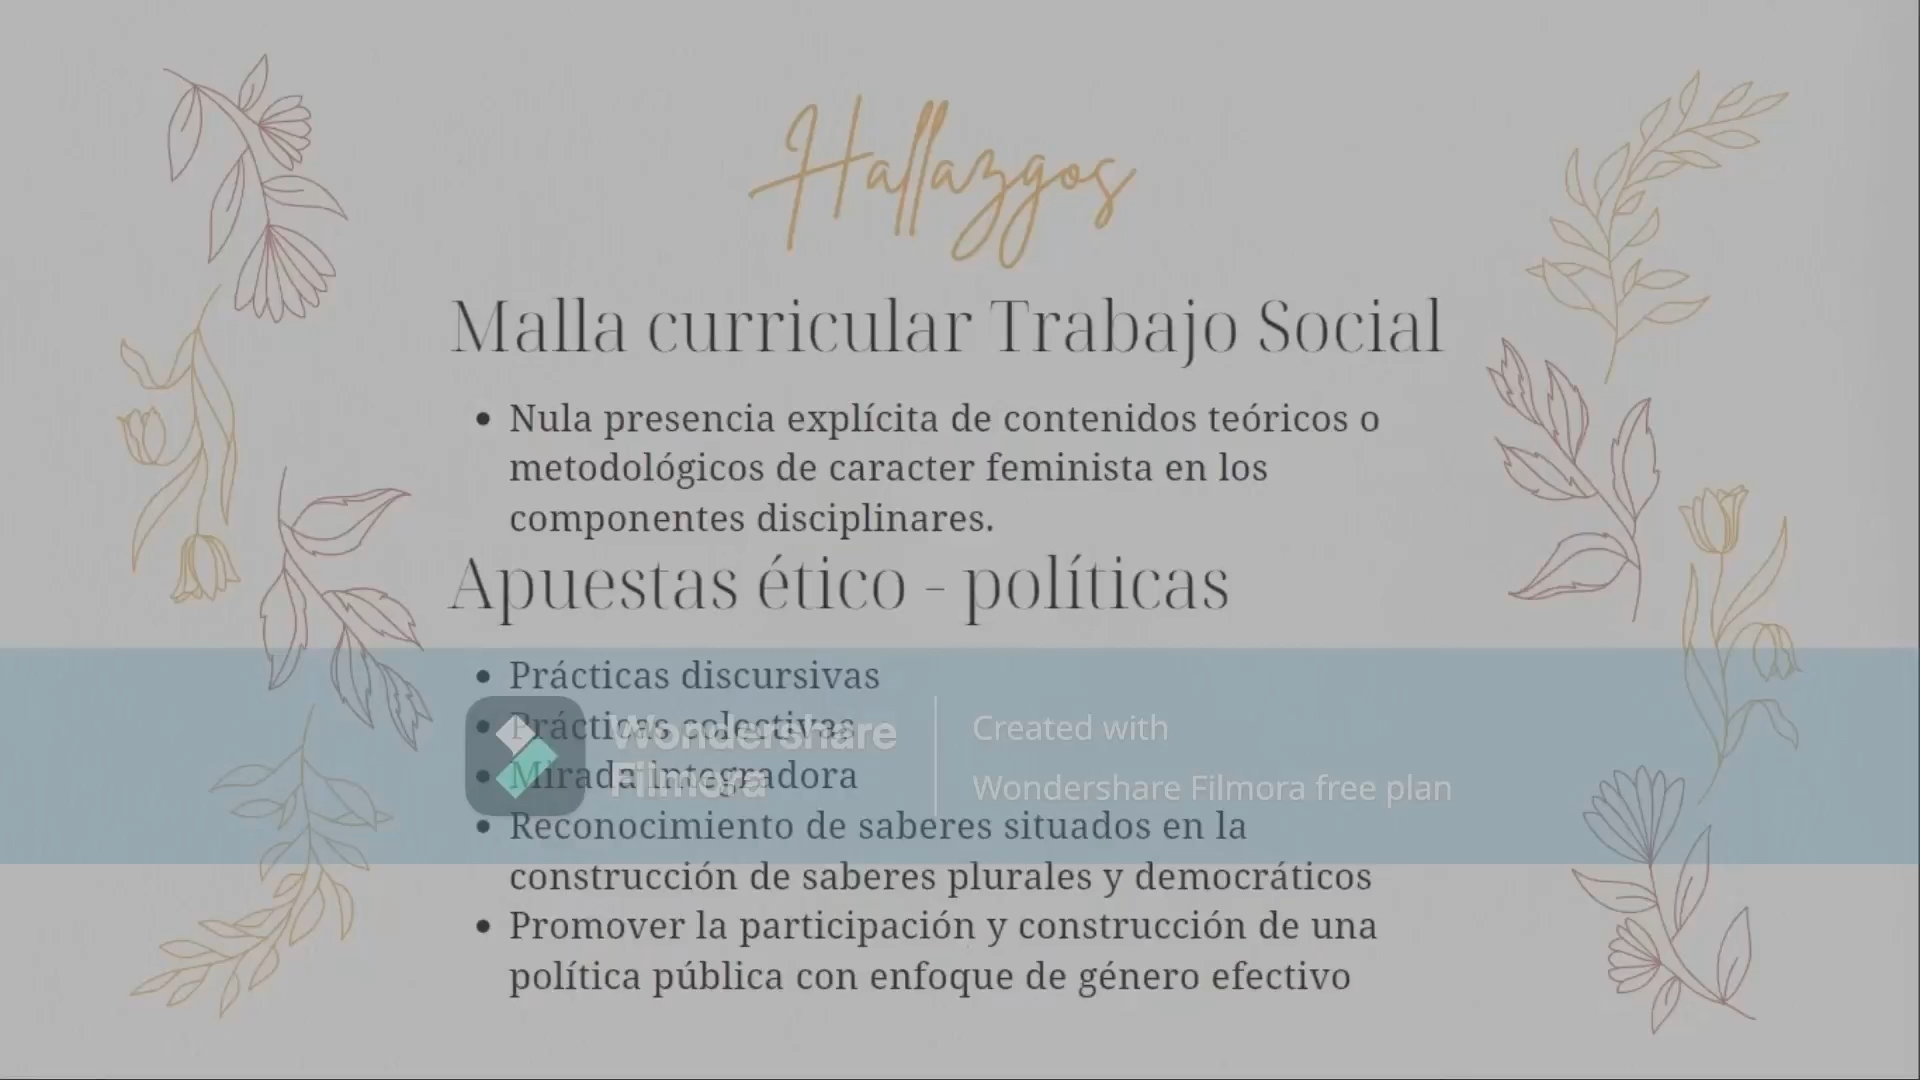 Hallazgos
Malla curricular Trabajo Social
• Nula presencia explícita de contenidos teóricos o
metodológicos de caracter feminista en los
componentes disciplinares.
Apuestas ético - políticas
• Prácticas discursivas
• Prácticas colectivas
• Mirada integradora
• Reconocimiento de saberes situados en la
construcción de saberes plurales y democráticos
• Promover la participación y construcción de una
política pública con enfoque de género efectivo
Wondershare
Filmora
Created with
Wondershare Filmora free plan